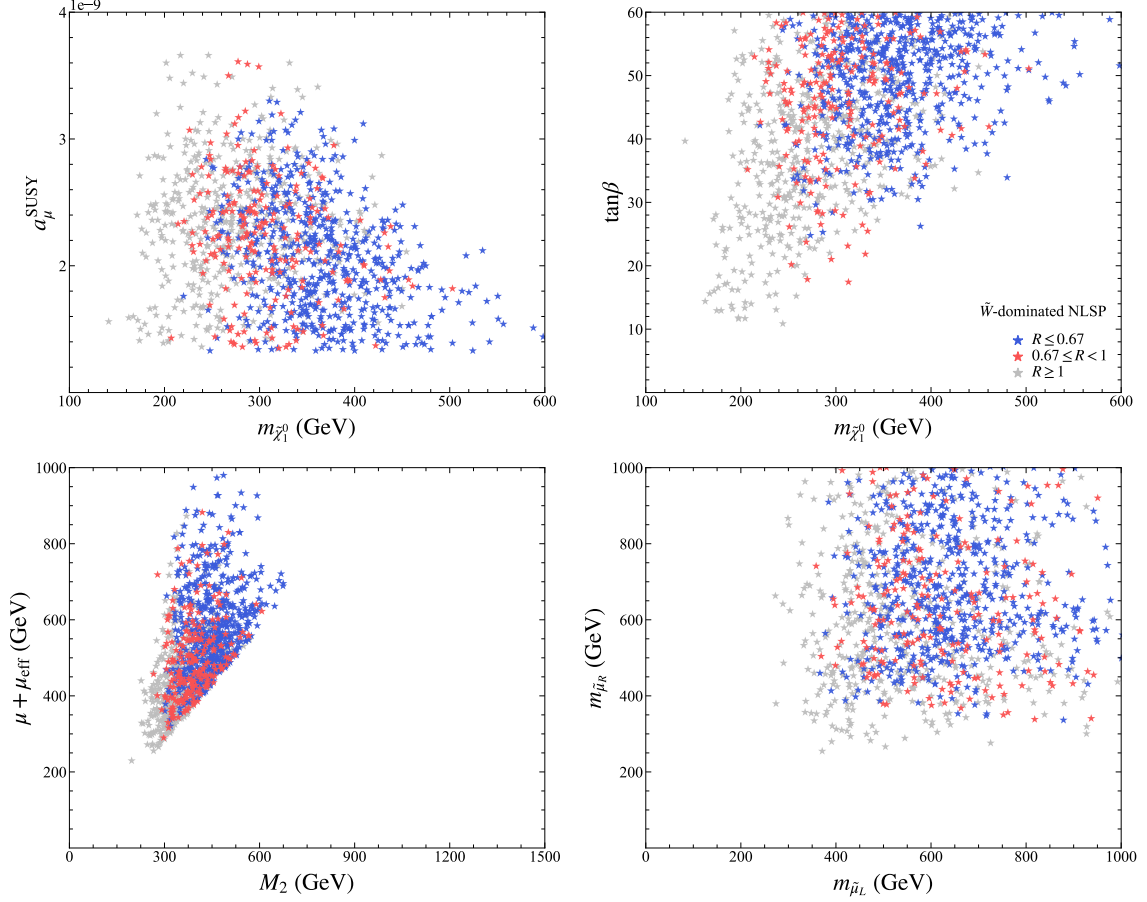 1e−9
4
3
2
a_μ^SUSY
100 200 300 400 500 600
m_χ̃₁⁰ (GeV)
60
50
40
30
20
10
tanβ
W̃-dominated NLSP
R ≤ 0.67
0.67 ≤ R < 1
R ≥ 1
100 200 300 400 500 600
m_χ̃₁⁰ (GeV)
1000
800
600
400
200
μ + μ_eff (GeV)
0 300 600 900 1200 1500
M₂ (GeV)
1000
800
600
400
200
m_μ̃_R (GeV)
0 200 400 600 800 1000
m_μ̃_L (GeV)